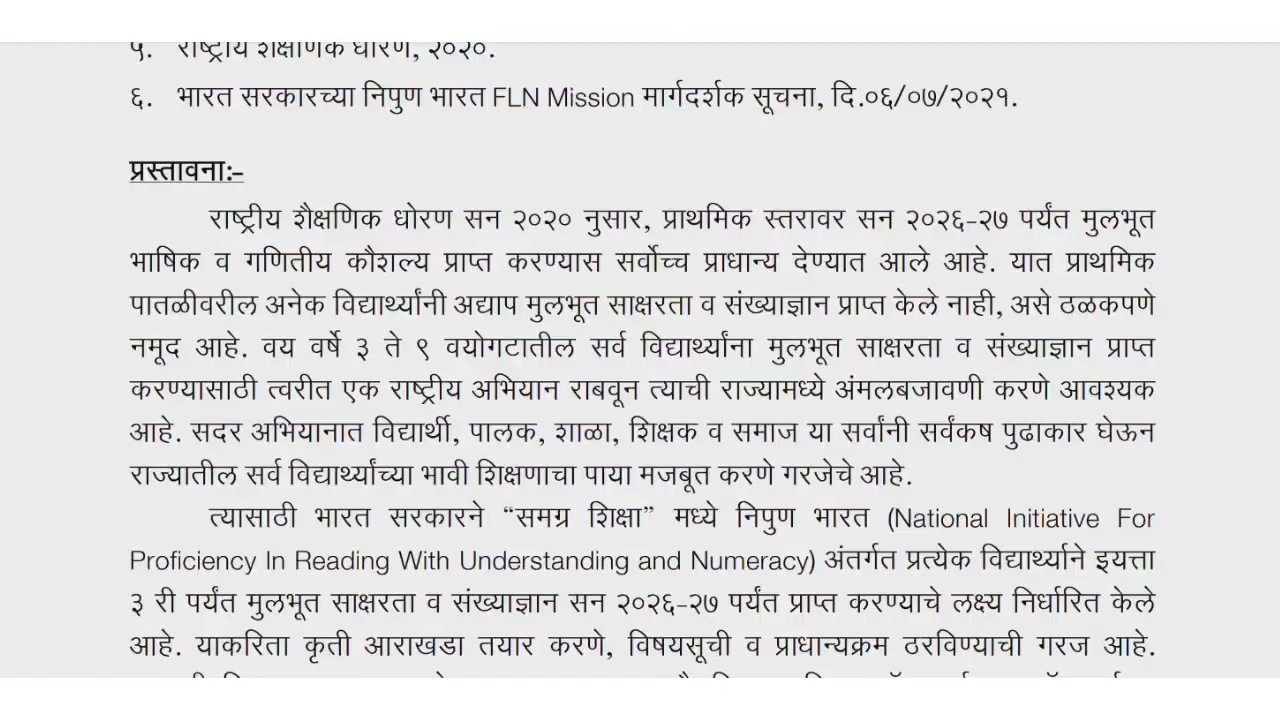 ५. राष्ट्रीय शैक्षणिक धोरण, २०२०.
६. भारत सरकारच्या निपुण भारत FLN Mission मार्गदर्शक सूचना, दि.०६/०७/२०२१.
प्रस्तावना:-
राष्ट्रीय शैक्षणिक धोरण सन २०२० नुसार, प्राथमिक स्तरावर सन २०२६-२७ पर्यंत मुलभूत
भाषिक व गणितीय कौशल्य प्राप्त करण्यास सर्वोच्च प्राधान्य देण्यात आले आहे. यात प्राथमिक
पातळीवरील अनेक विद्यार्थ्यांनी अद्याप मुलभूत साक्षरता व संख्याज्ञान प्राप्त केले नाही, असे ठळकपणे
नमूद आहे. वय वर्षे ३ ते ९ वयोगटातील सर्व विद्यार्थ्यांना मुलभूत साक्षरता व संख्याज्ञान प्राप्त
करण्यासाठी त्वरीत एक राष्ट्रीय अभियान राबवून त्याची राज्यामध्ये अंमलबजावणी करणे आवश्यक
आहे. सदर अभियानात विद्यार्थी, पालक, शाळा, शिक्षक व समाज या सर्वांनी सर्वंकष पुढाकार घेऊन
राज्यातील सर्व विद्यार्थ्यांच्या भावी शिक्षणाचा पाया मजबूत करणे गरजेचे आहे.
त्यासाठी भारत सरकारने “समग्र शिक्षा” मध्ये निपुण भारत (National Initiative For
Proficiency In Reading With Understanding and Numeracy) अंतर्गत प्रत्येक विद्यार्थ्याने इयत्ता
३ री पर्यंत मुलभूत साक्षरता व संख्याज्ञान सन २०२६-२७ पर्यंत प्राप्त करण्याचे लक्ष्य निर्धारित केले
आहे. याकरिता कृती आराखडा तयार करणे, विषयसूची व प्राधान्यक्रम ठरविण्याची गरज आहे.